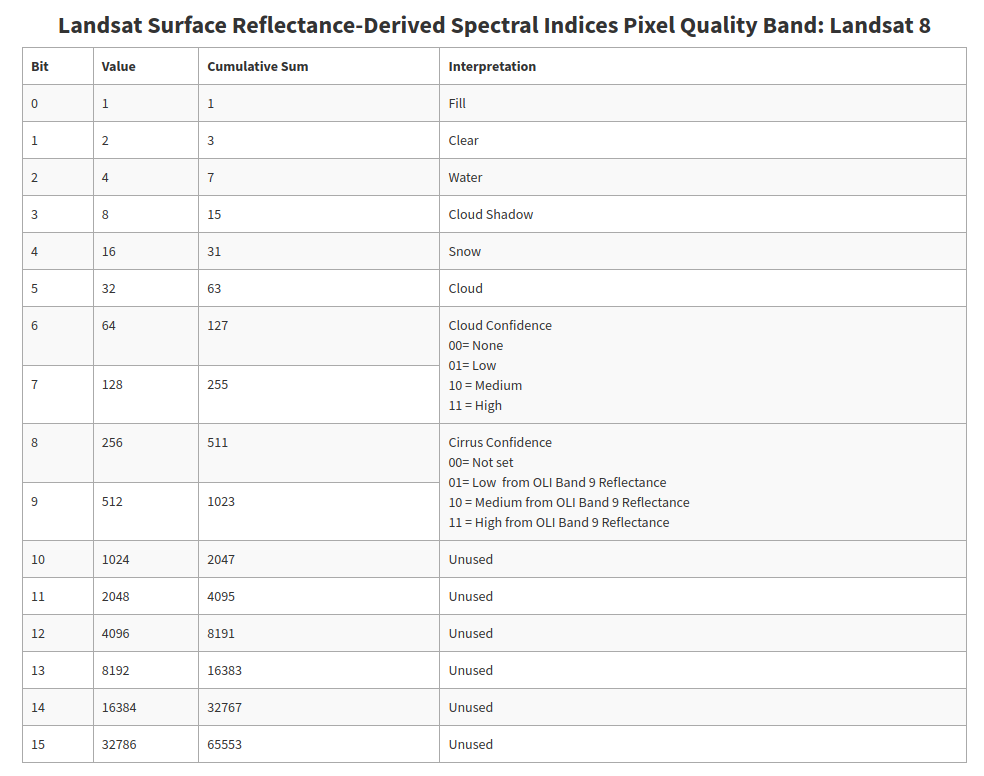 Landsat Surface Reflectance-Derived Spectral Indices Pixel Quality Band: Landsat 8
Bit Value Cumulative Sum Interpretation
0 1 1 Fill
1 2 3 Clear
2 4 7 Water
3 8 15 Cloud Shadow
4 16 31 Snow
5 32 63 Cloud
6 64 127 Cloud Confidence
00= None
01= Low
7 128 255 10 = Medium
11 = High
8 256 511 Cirrus Confidence
00= Not set
01= Low from OLI Band 9 Reflectance
9 512 1023 10 = Medium from OLI Band 9 Reflectance
11 = High from OLI Band 9 Reflectance
10 1024 2047 Unused
11 2048 4095 Unused
12 4096 8191 Unused
13 8192 16383 Unused
14 16384 32767 Unused
15 32786 65553 Unused